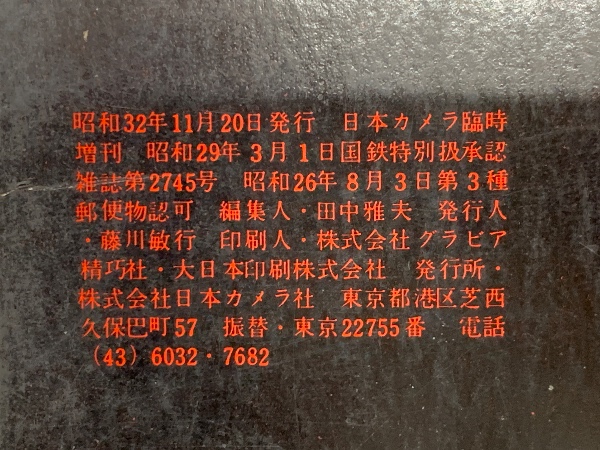 昭和32年11月20日発行　日本カメラ臨時
増刊　昭和29年3月1日国鉄特別扱承認
雑誌第2745号　昭和26年8月3日第3種
郵便物認可　編集人・田中雅夫　発行人
・藤川敏行　印刷人・株式会社グラビア
精巧社・大日本印刷株式会社　発行所・
株式会社日本カメラ社　東京都港区芝西
久保巴町57　振替・東京22755番　電話
(43) 6032・7682